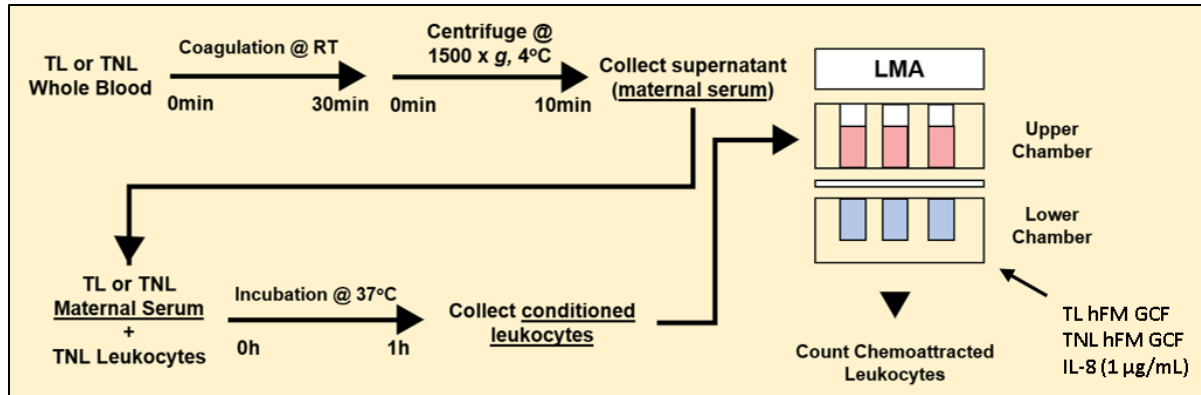 TL or TNL
Whole Blood
Coagulation @ RT
0min
30min
Centrifuge @
1500 x g, 4°C
0min
10min
Collect supernatant
(maternal serum)
LMA
Upper
Chamber
Lower
Chamber
TL or TNL
Maternal Serum
+
TNL Leukocytes
Incubation @ 37°C
0h
1h
Collect conditioned
leukocytes
Count Chemoattracted
Leukocytes
TL hFM GCF
TNL hFM GCF
IL-8 (1 µg/mL)